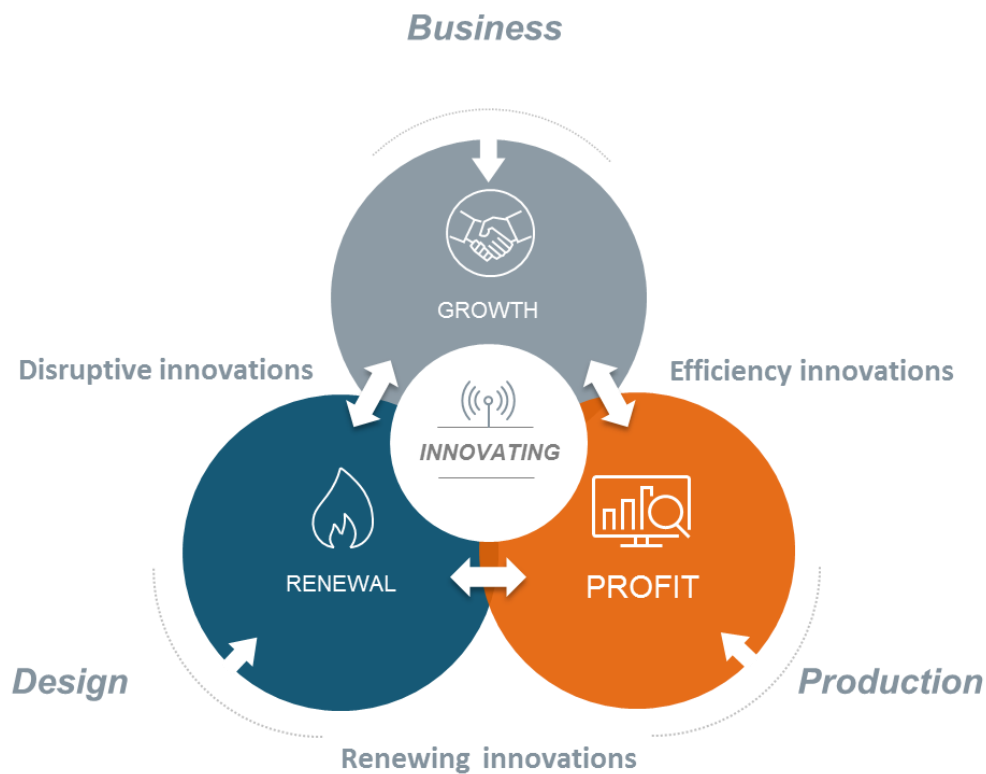 Business
GROWTH
Disruptive innovations
Efficiency innovations
INNOVATING
RENEWAL
PROFIT
Design
Production
Renewing innovations